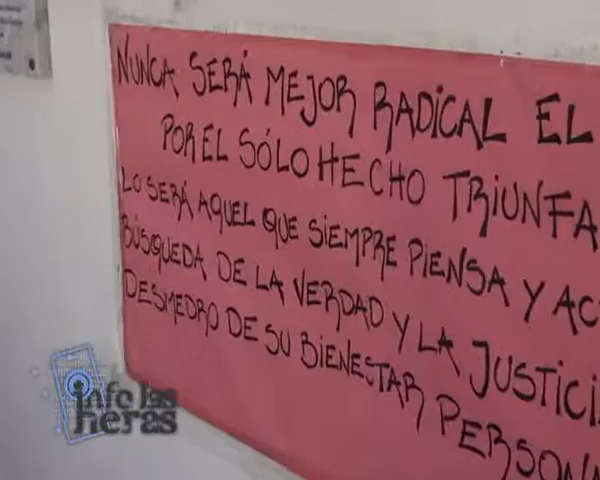 NUNCA SERÁ MEJOR RADICAL EL
POR EL SÓLO HECHO TRIUNFA
LO SERÁ AQUEL QUE SIEMPRE PIENSA Y AC
BÚSQUEDA DE LA VERDAD Y LA JUSTICI
DESMEDRO DE SU BIENESTAR PERSON
info las
heras